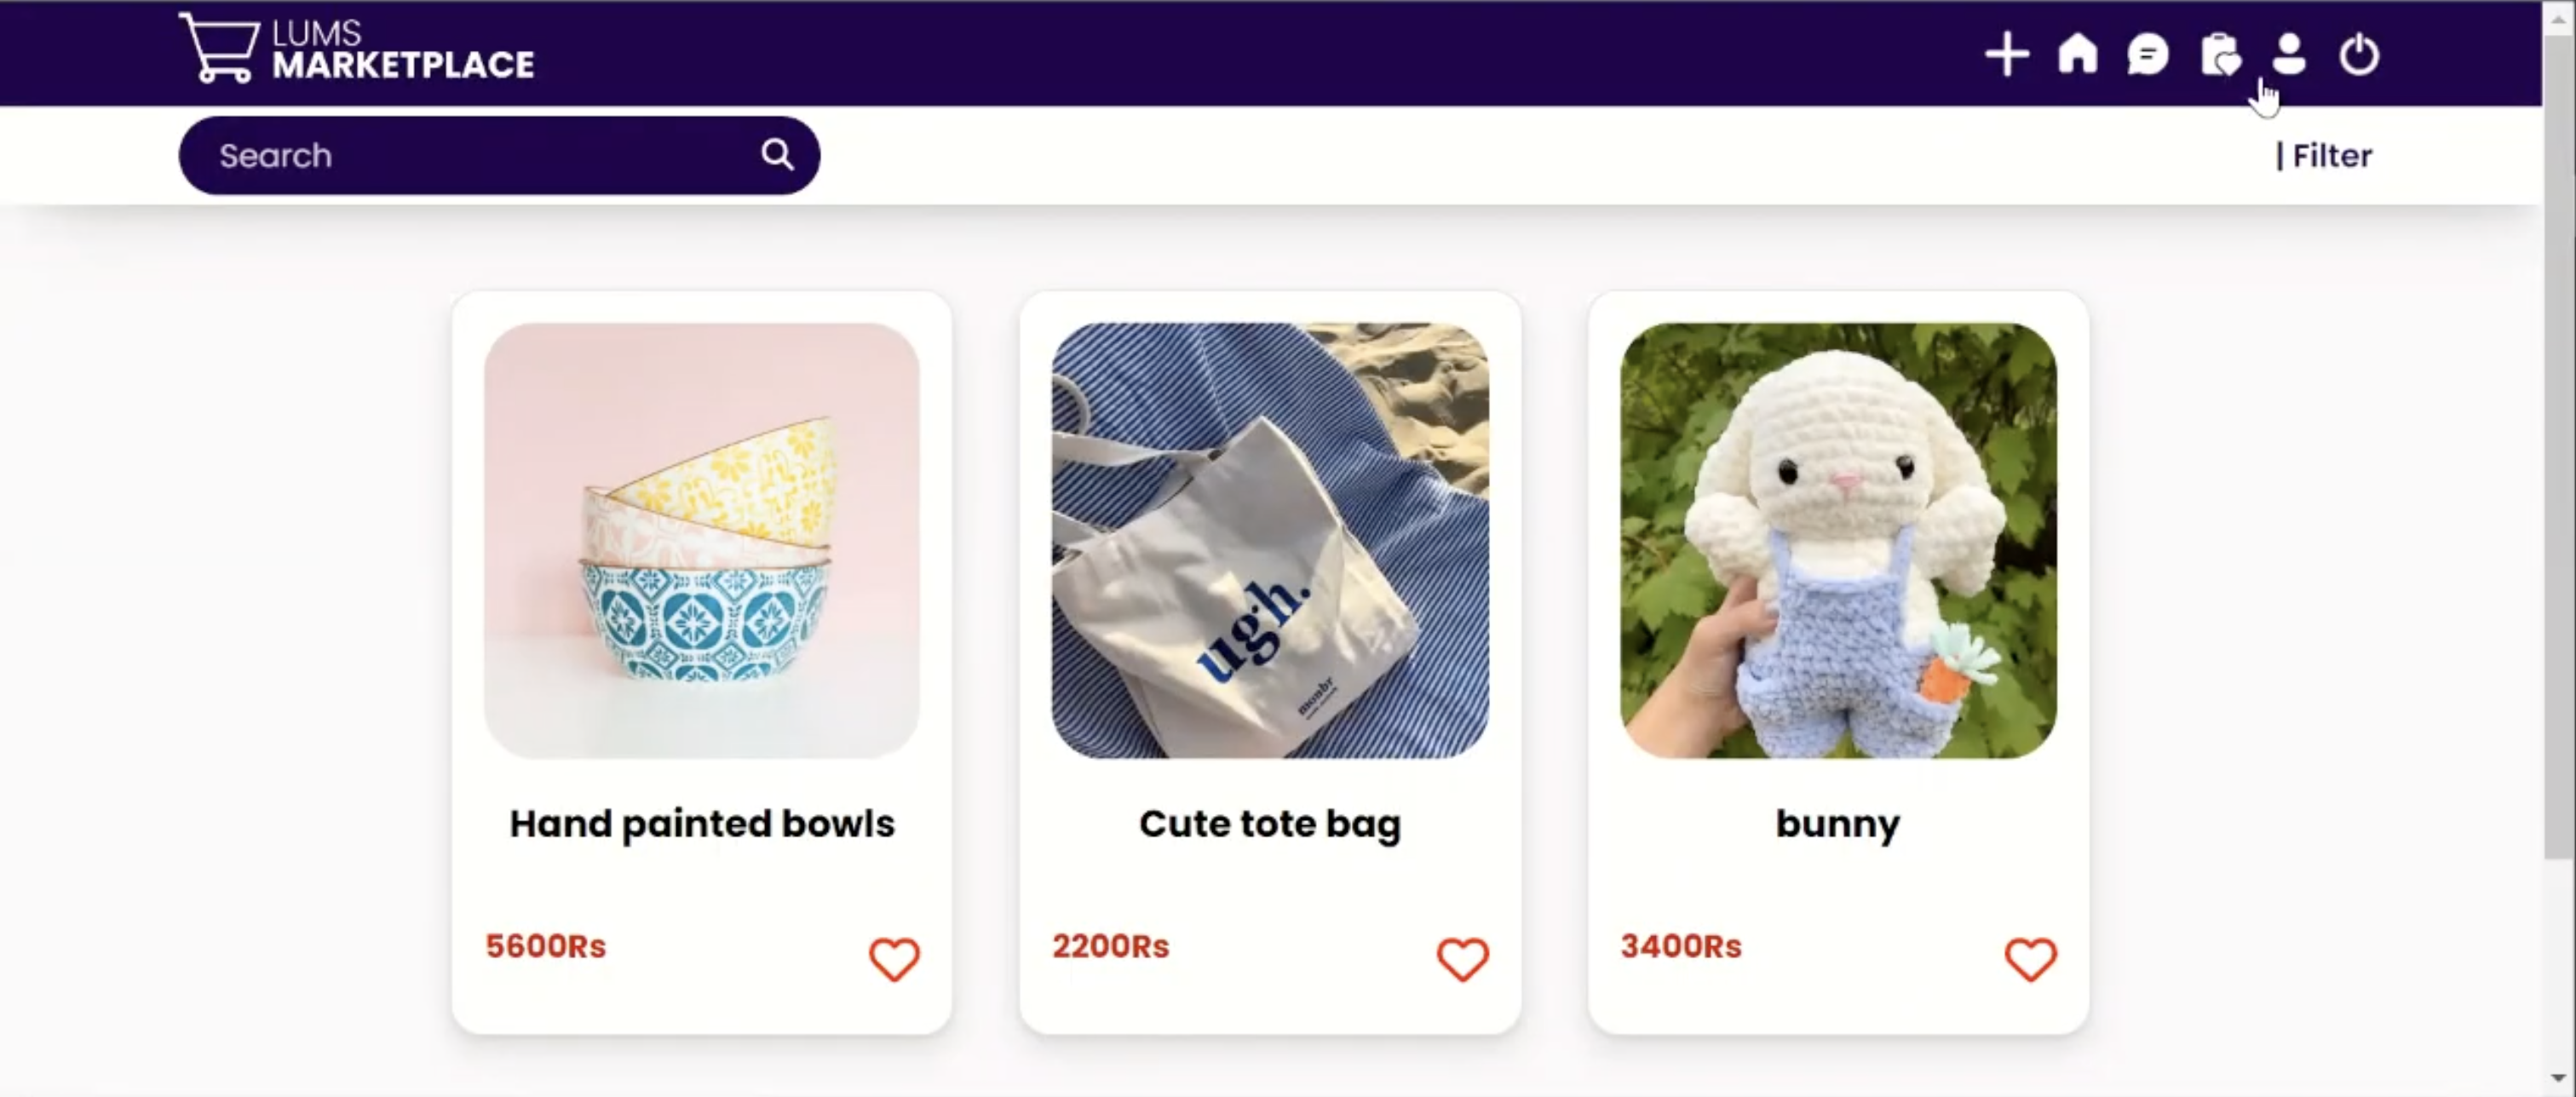 LUMS
MARKETPLACE
Search
| Filter
ugh.
Hand painted bowls
Cute tote bag
bunny
5600Rs
2200Rs
3400Rs